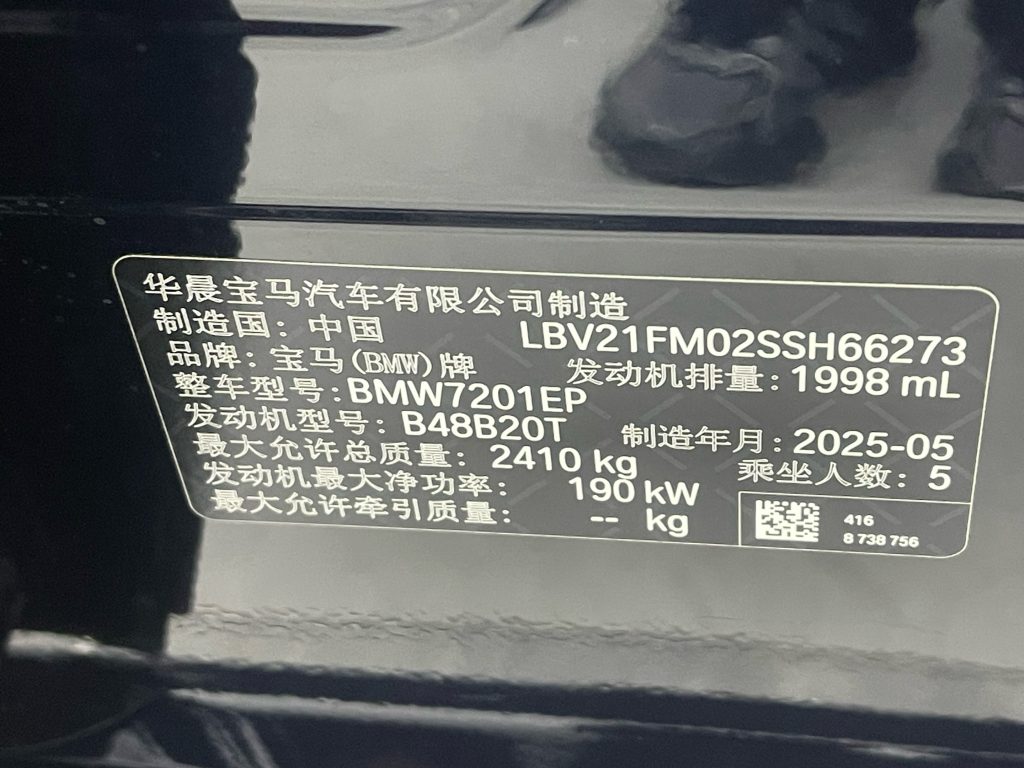 华晨宝马汽车有限公司制造
制造国：中国 LBV21FM02SSH66273
品牌：宝马(BMW)牌 发动机排量：1998 mL
整车型号：BMW7201EP
发动机型号：B48B20T 制造年月：2025-05
最大允许总质量：2410 kg 乘坐人数：5
发动机最大净功率：190 kW
最大允许牵引质量：-- kg
416
8 738 756